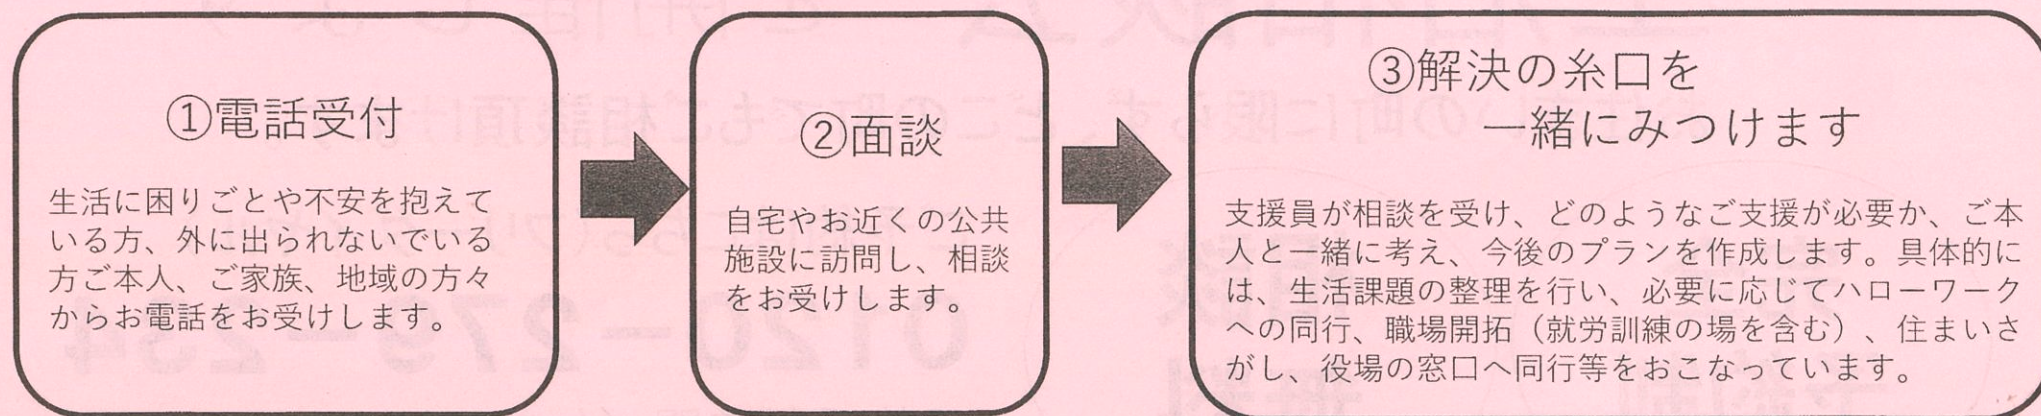 ①電話受付
生活に困りごとや不安を抱えて
いる方、外に出られないでいる
方ご本人、ご家族、地域の方々
からお電話をお受けします。
②面談
自宅やお近くの公共
施設に訪問し、相談
をお受けします。
③解決の糸口を
一緒にみつけます
支援員が相談を受け、どのようなご支援が必要か、ご本
人と一緒に考え、今後のプランを作成します。具体的に
は、生活課題の整理を行い、必要に応じてハローワーク
への同行、職場開拓（就労訓練の場を含む）、住まいさ
がし、役場の窓口へ同行等をおこなっています。